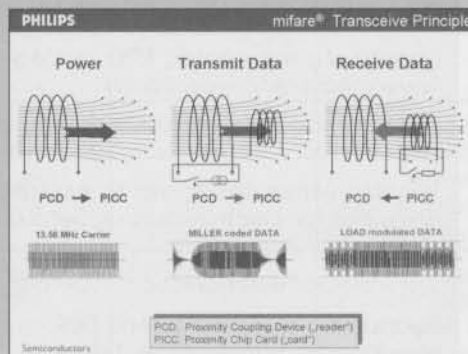 PHILIPS
mifare® Transceive Principle
Power
Transmit Data
Receive Data
PCD → PICC
PCD → PICC
PCD ← PICC
13.56 MHz Carrier
MILLER coded DATA
LOAD modulated DATA
PCD: Proximity Coupling Device („reader“)
PICC: Proximity Chip Card („card“)
Semiconductors